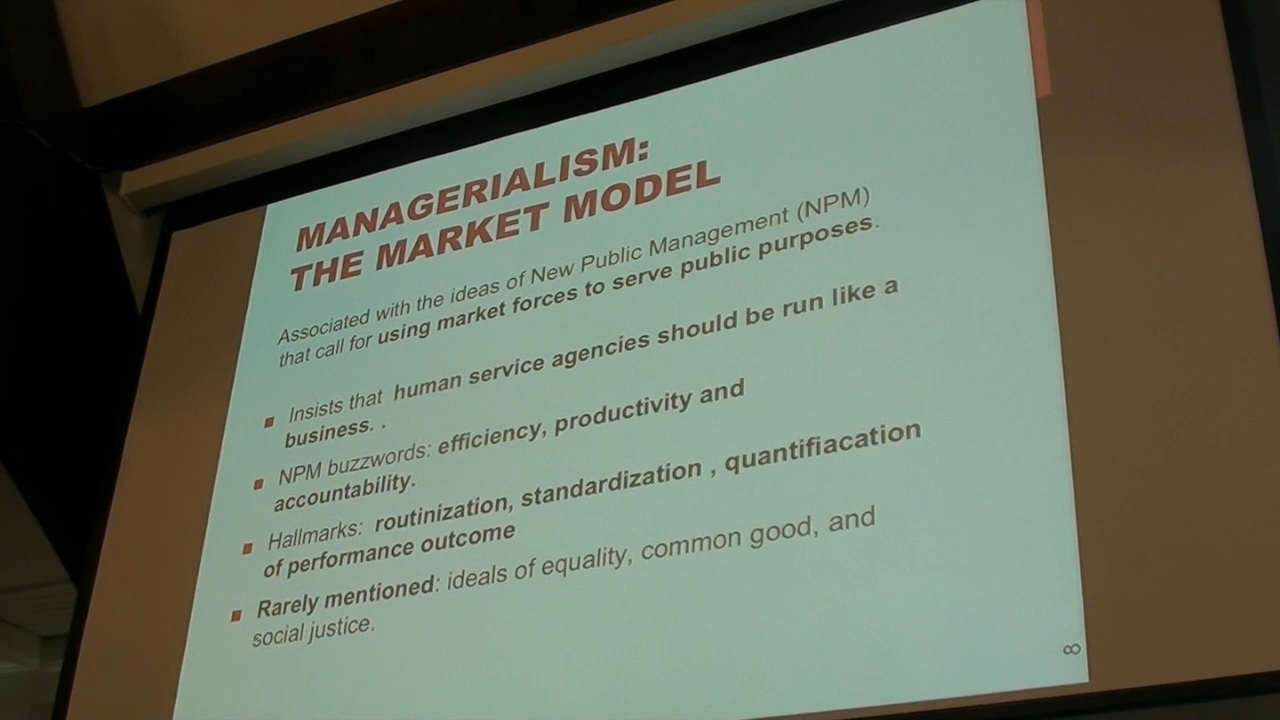 MANAGERIALISM:
THE MARKET MODEL
Associated with the ideas of New Public Management (NPM)
that call for using market forces to serve public purposes.
Insists that human service agencies should be run like a
business. .
NPM buzzwords: efficiency, productivity and
accountability.
Hallmarks: routinization, standardization , quantifiacation
of performance outcome
Rarely mentioned: ideals of equality, common good, and
social justice.
8